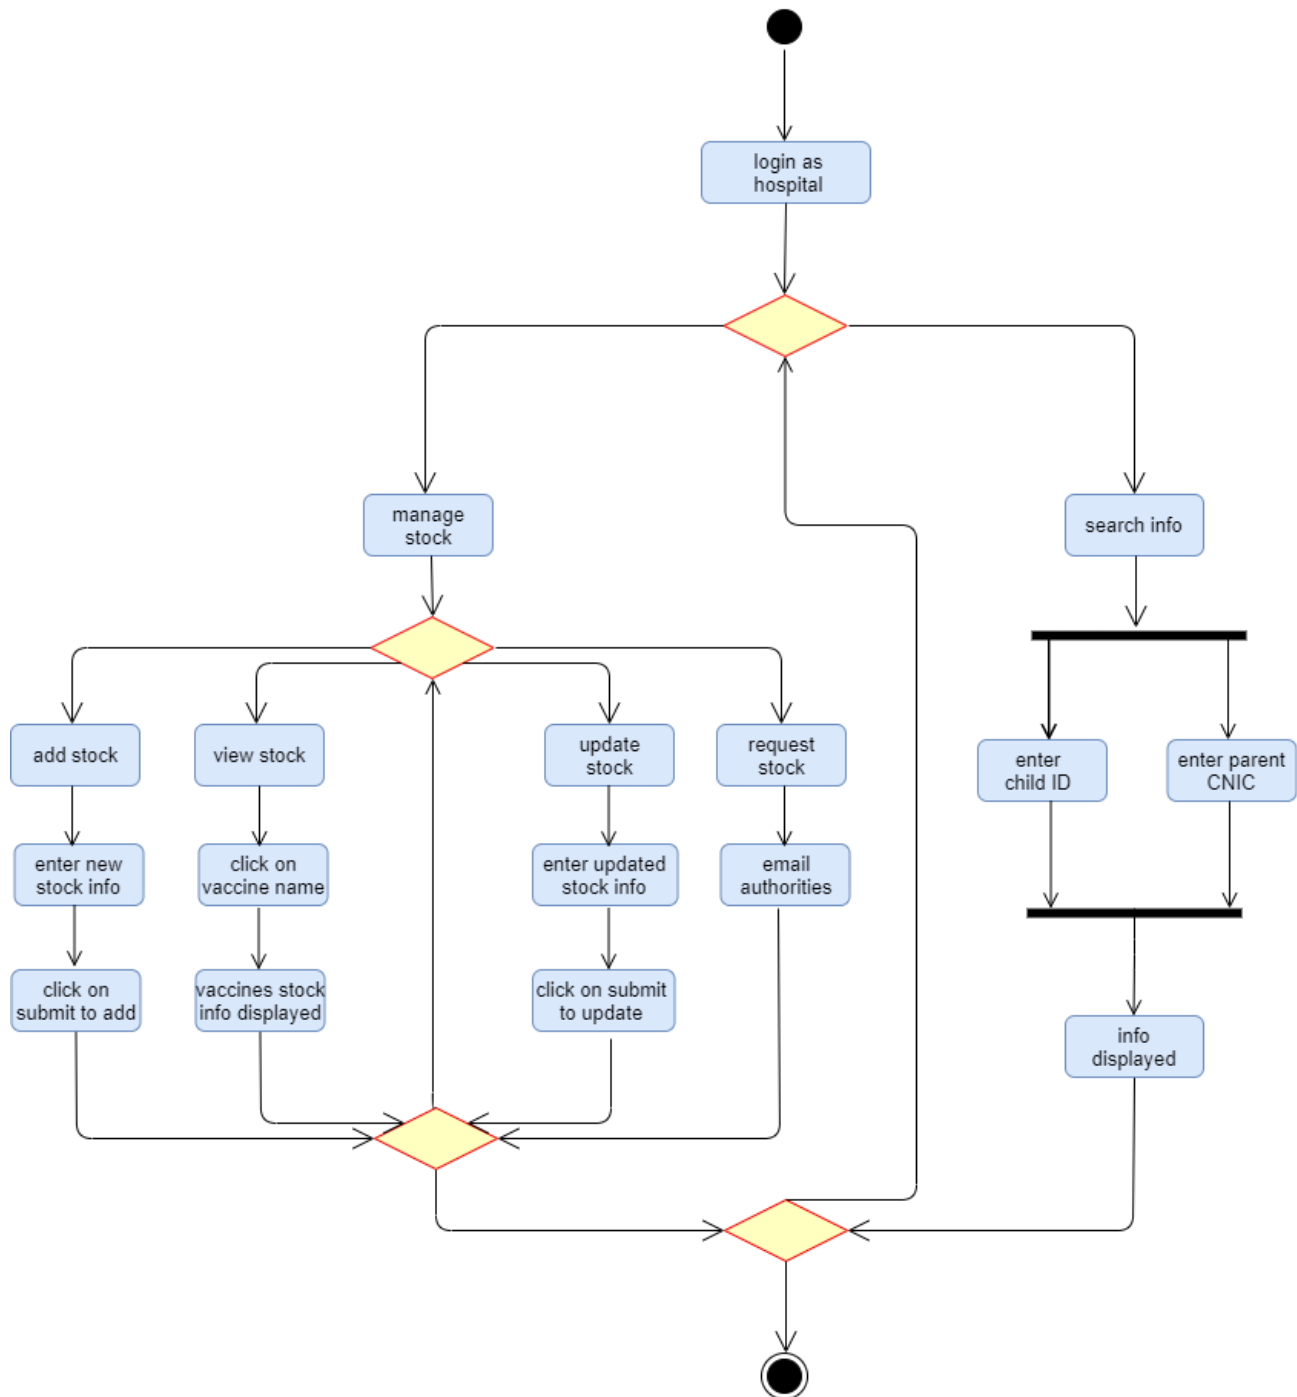 login as
hospital
manage
stock
search info
add stock
view stock
update
stock
request
stock
enter
child ID
enter parent
CNIC
enter new
stock info
click on
vaccine name
enter updated
stock info
email
authorities
click on
submit to add
vaccines stock
info displayed
click on submit
to update
info
displayed